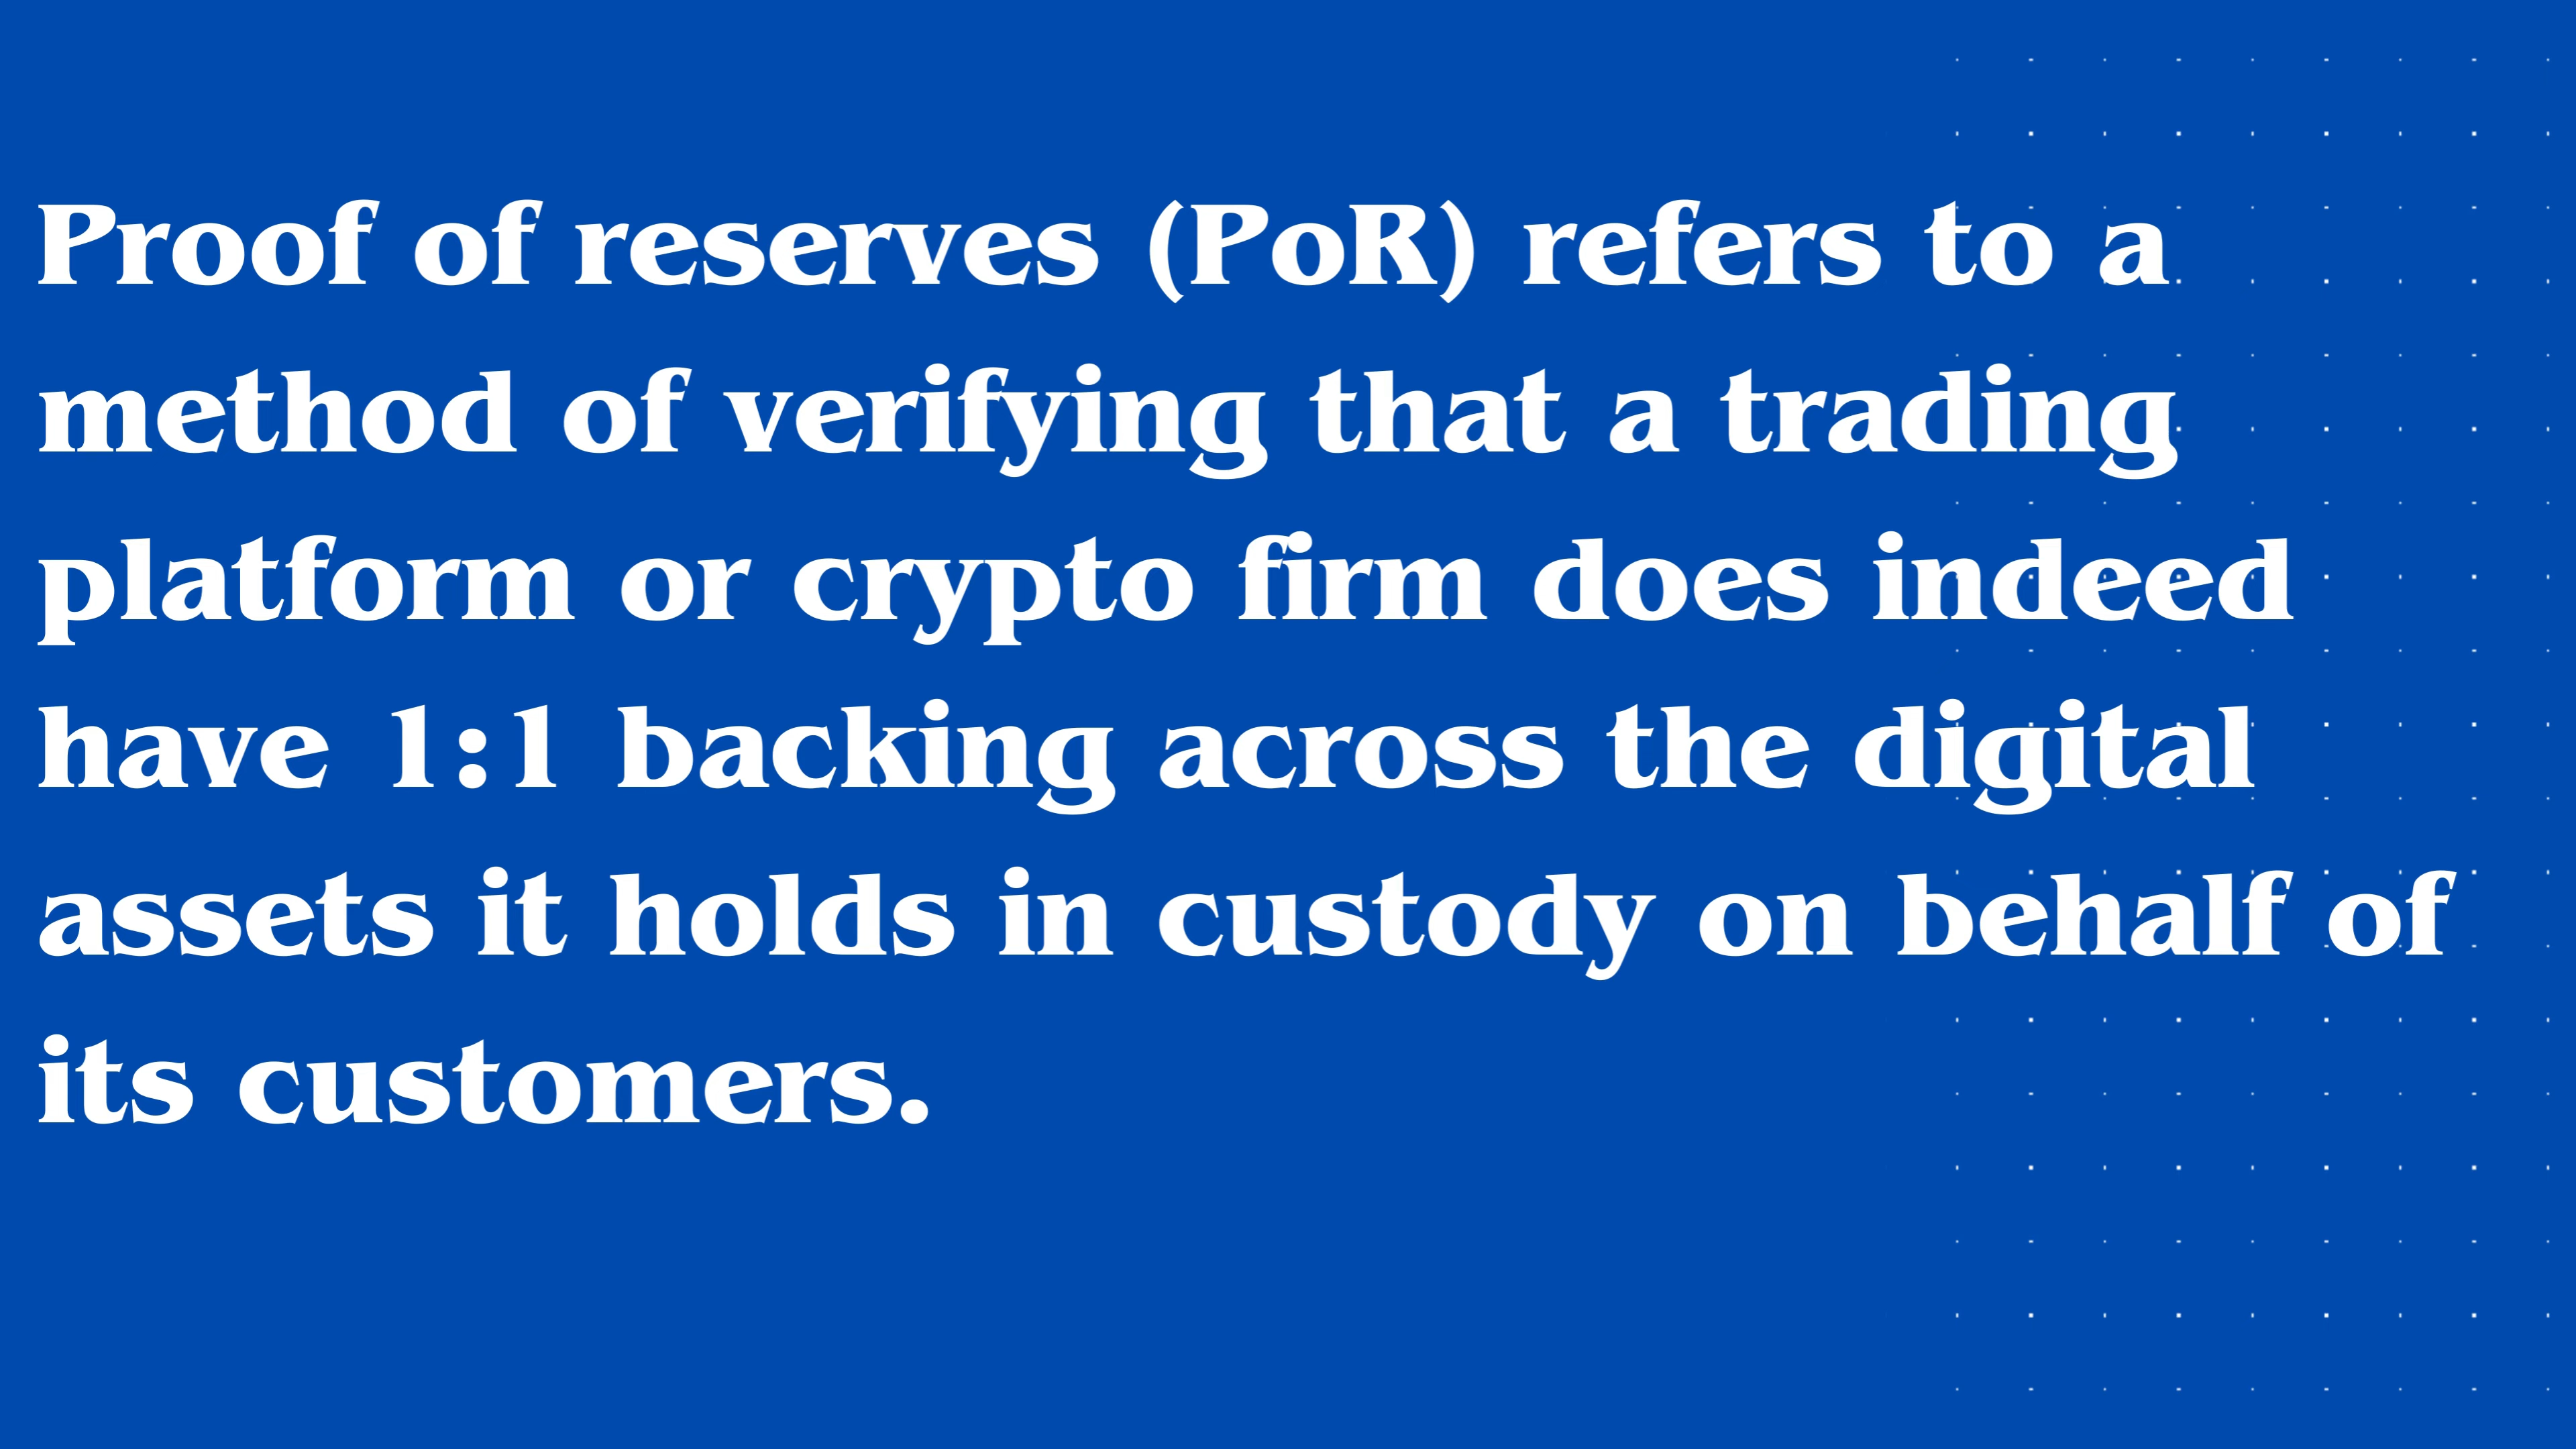 Proof of reserves (PoR) refers to a
method of verifying that a trading
platform or crypto firm does indeed
have 1:1 backing across the digital
assets it holds in custody on behalf of
its customers.